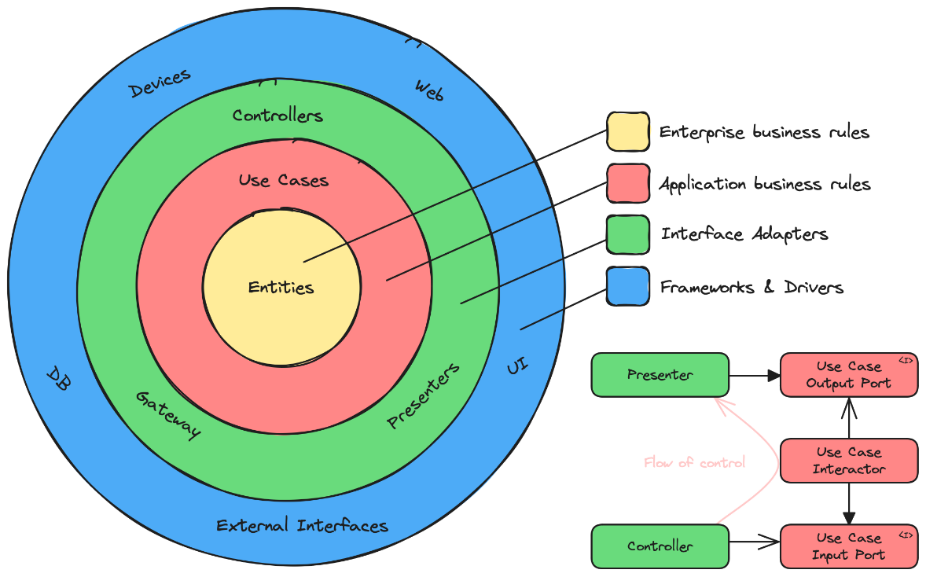 Devices
Web
Controllers
Use Cases
Entities
DB
Gateway
Presenters
UI
External Interfaces
Enterprise business rules
Application business rules
Interface Adapters
Frameworks & Drivers
Presenter
<I>
Use Case
Output Port
Flow of control
Use Case
Interactor
Controller
<I>
Use Case
Input Port